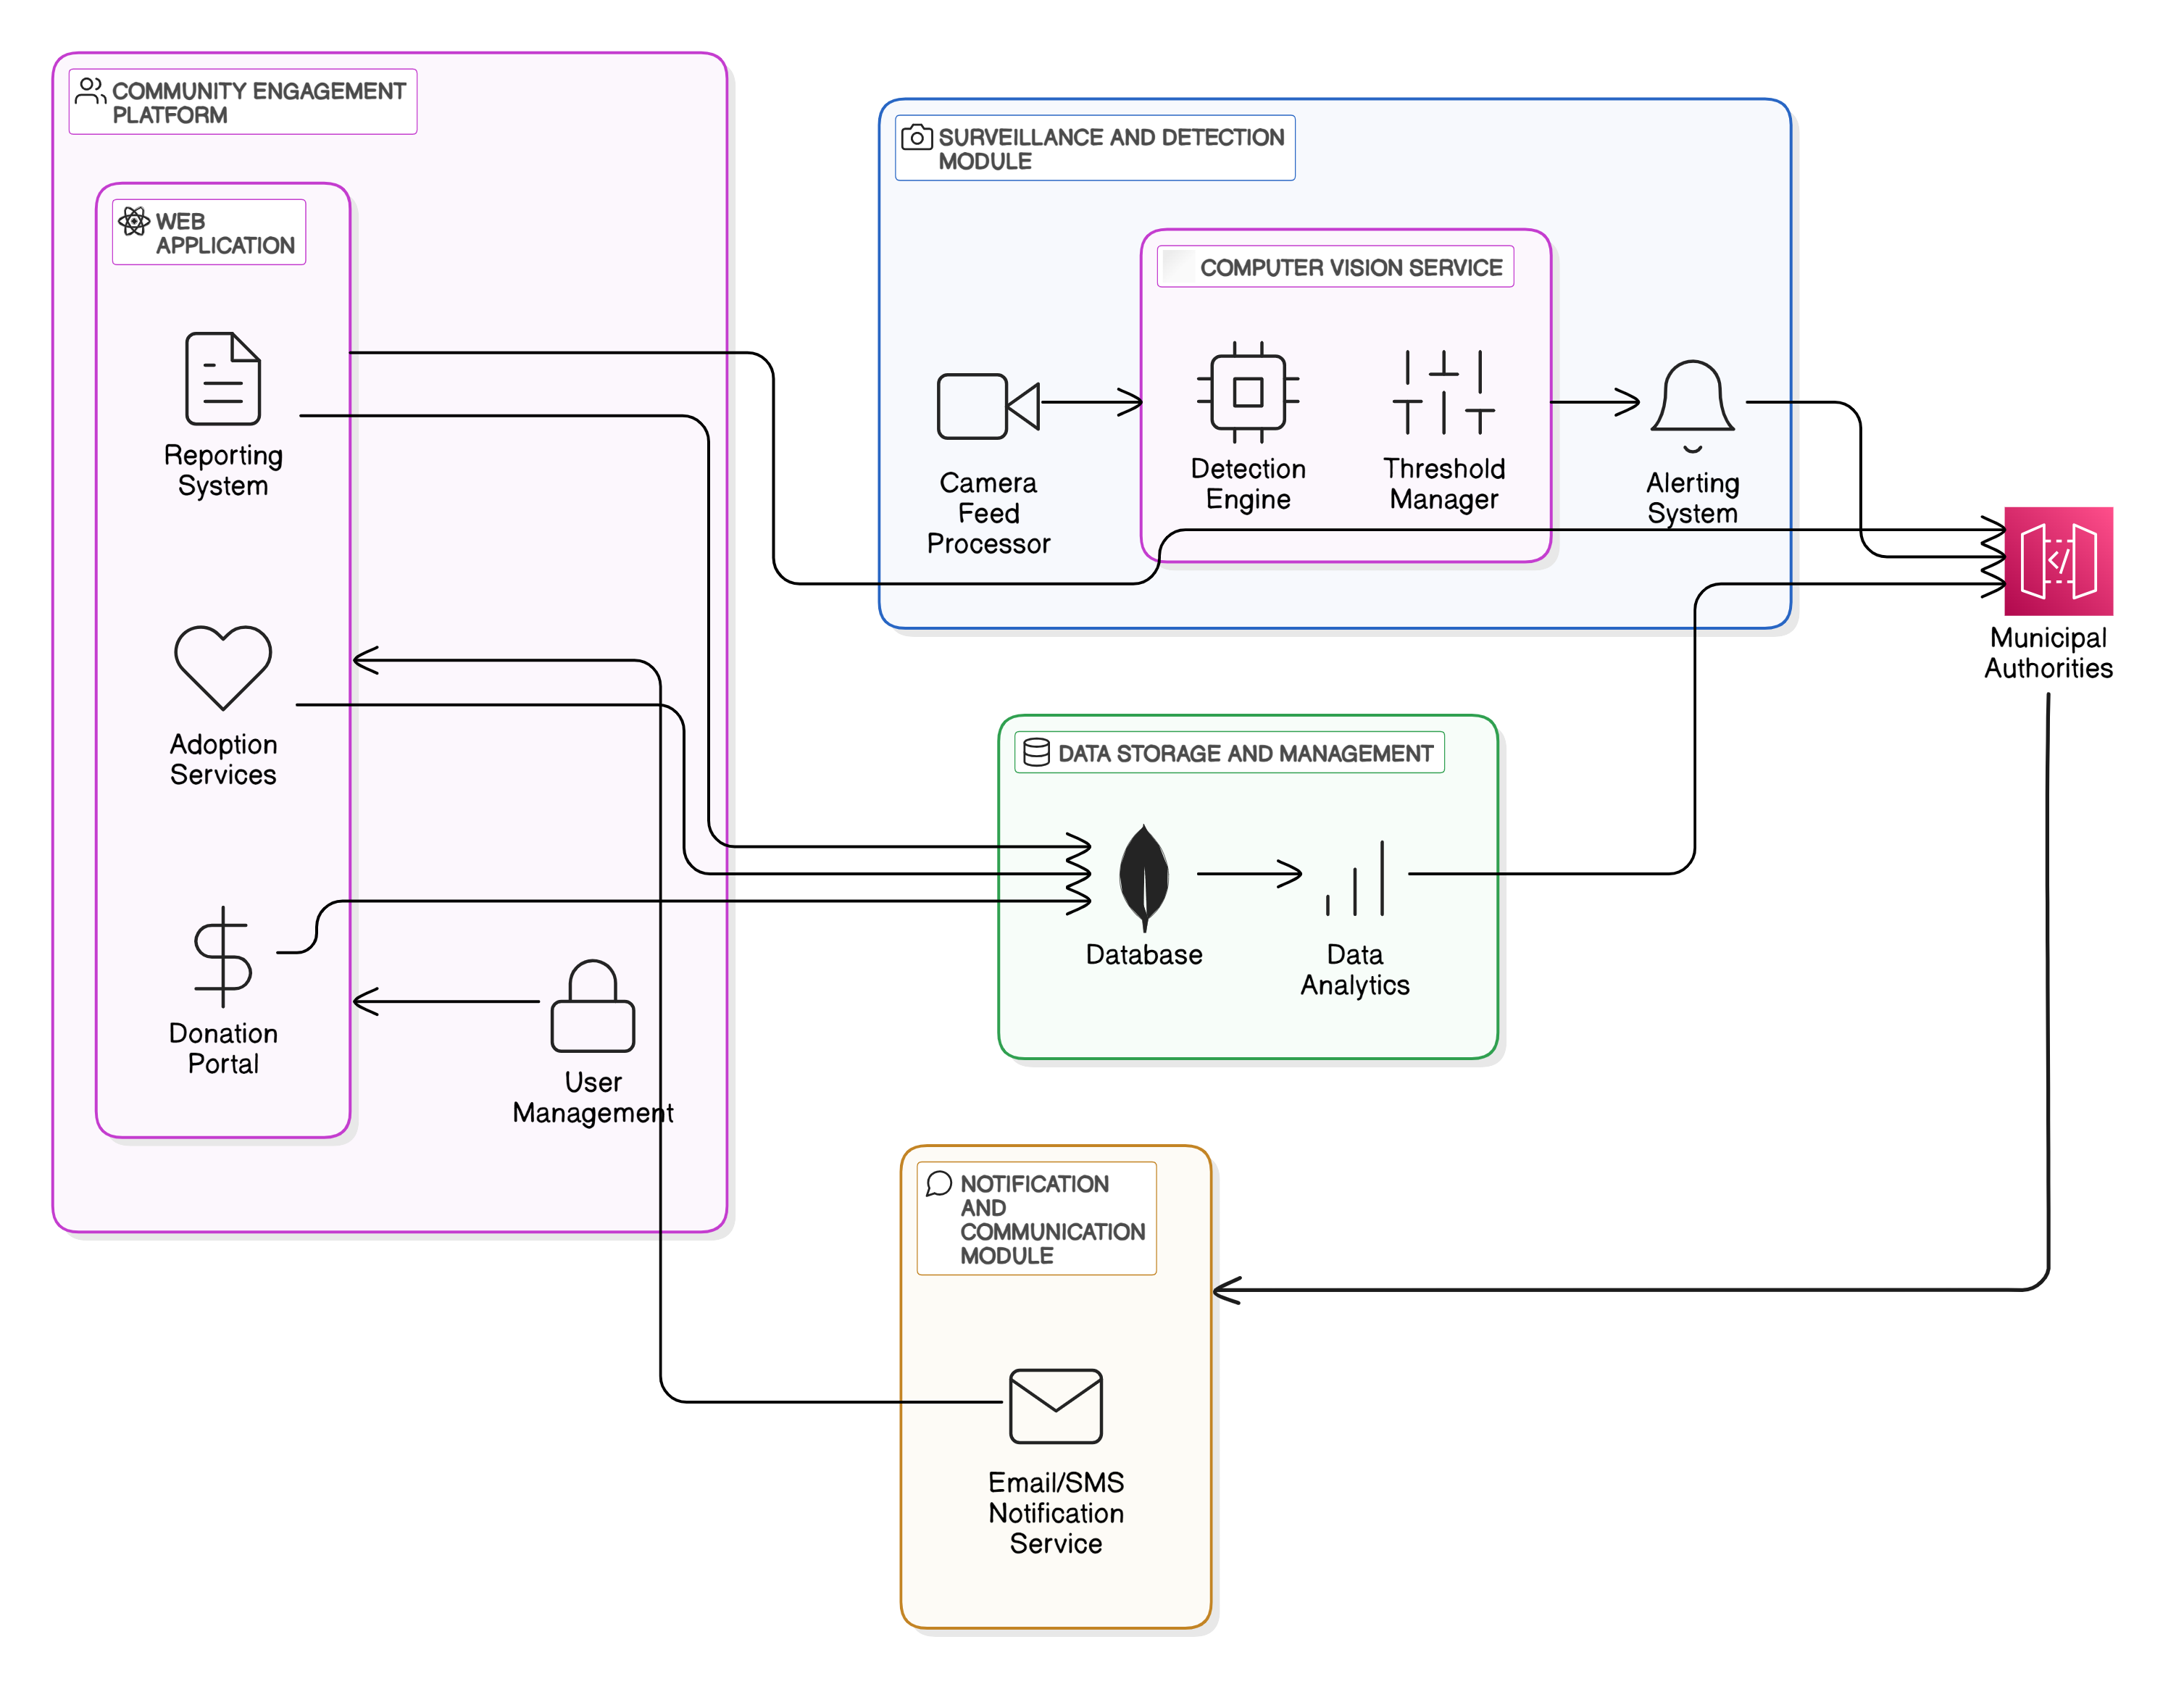 COMMUNITY ENGAGEMENT
PLATFORM
WEB
APPLICATION
Reporting
System
Adoption
Services
Donation
Portal
User
Management
SURVEILLANCE AND DETECTION
MODULE
COMPUTER VISION SERVICE
Camera
Feed
Processor
Detection
Engine
Threshold
Manager
Alerting
System
Municipal
Authorities
DATA STORAGE AND MANAGEMENT
Database
Data
Analytics
NOTIFICATION
AND
COMMUNICATION
MODULE
Email/SMS
Notification
Service